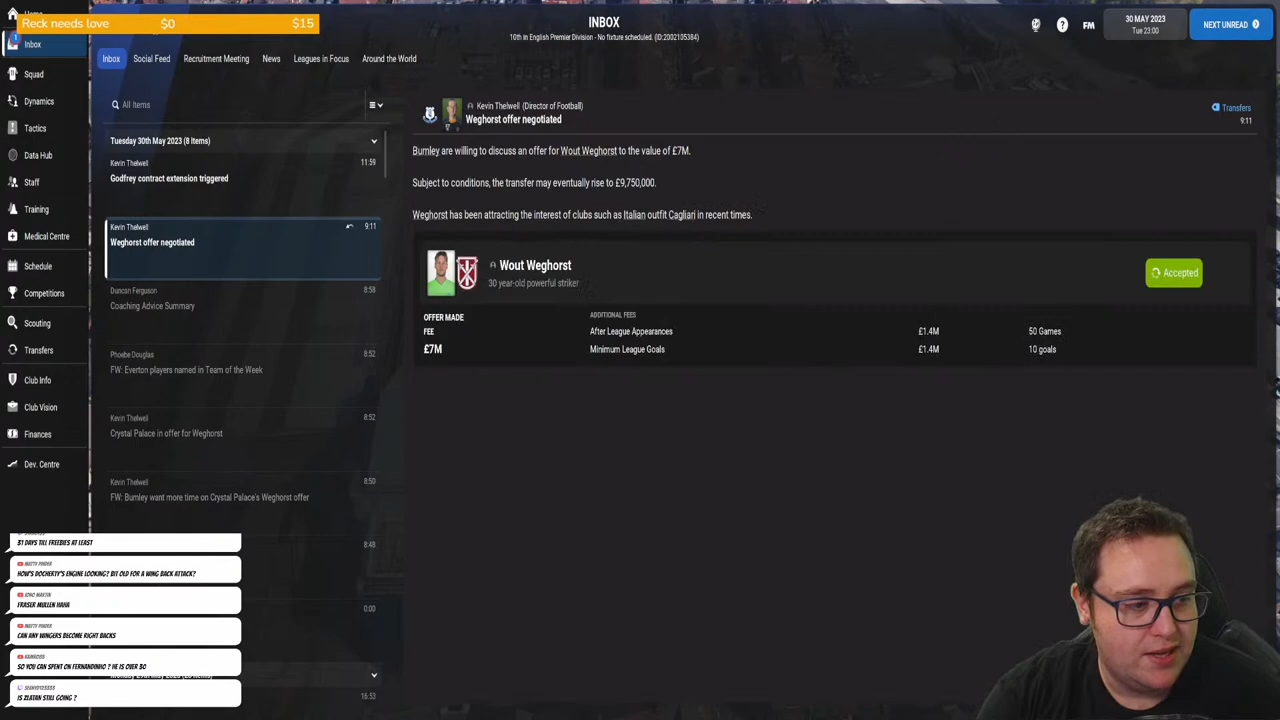 Home
Reck needs love $0 $15
1
Inbox
Squad
Dynamics
Tactics
Data Hub
Staff
Training
Medical Centre
Schedule
Competitions
Scouting
Transfers
Club Info
Club Vision
Finances
Dev. Centre
INBOX
10th in English Premier Division - No fixture scheduled. (ID:2002105384)
FM
30 MAY 2023
Tue 23:00
NEXT UNREAD
Inbox Social Feed Recruitment Meeting News Leagues in Focus Around the World
All Items
Tuesday 30th May 2023 (8 Items)
Kevin Thelwell 11:59
Godfrey contract extension triggered
Kevin Thelwell 9:11
Weghorst offer negotiated
Duncan Ferguson 8:58
Coaching Advice Summary
Phoebe Douglas 8:52
FW: Everton players named in Team of the Week
Kevin Thelwell 8:52
Crystal Palace in offer for Weghorst
Kevin Thelwell 8:50
FW: Burnley want more time on Crystal Palace's Weghorst offer
8:48
0:00
16:53
Kevin Thelwell (Director of Football)
Weghorst offer negotiated
Transfers
9:11
Burnley are willing to discuss an offer for Wout Weghorst to the value of £7M.
Subject to conditions, the transfer may eventually rise to £9,750,000.
Weghorst has been attracting the interest of clubs such as Italian outfit Cagliari in recent times.
Wout Weghorst
30 year-old powerful striker
Accepted
OFFER MADE
FEE
£7M
ADDITIONAL FEES
After League Appearances £1.4M 50 Games
Minimum League Goals £1.4M 10 goals
31 DAYS TILL FREEBIES AT LEAST
MATTY PINDER
HOW'S DOCHERTY'S ENGINE LOOKING? BIT OLD FOR A WING BACK ATTACK?
JOHO MARTIN
FRASER MULLEN HAHA
MATTY PINDER
CAN ANY WINGERS BECOME RIGHT BACKS
SO YOU CAN SPENT ON FERNANDINHO ? HE IS OVER 30
IS ZLATAN STILL GOING ?